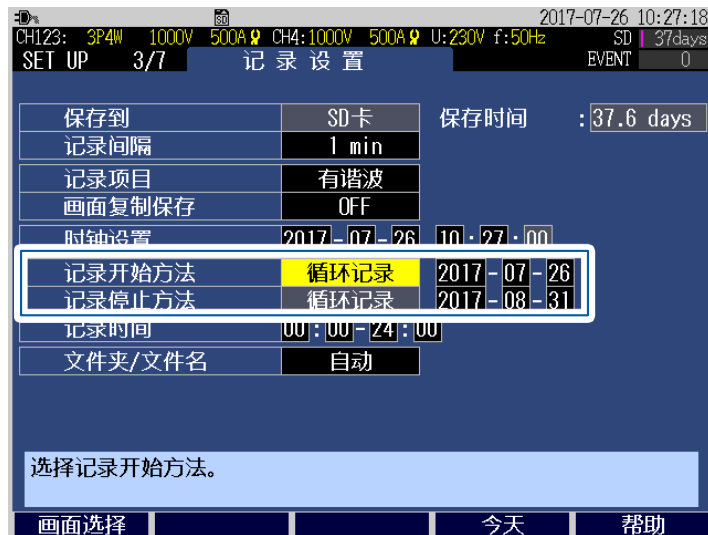 SD 2017-07-26 10:27:18
CH123: 3P4W 1000V 500A CH4:1000V 500A U:230V f:50Hz SD 37days
SET UP 3/7 记录设置 EVENT 0
保存到 SD卡 保存时间 :37.6 days
记录间隔 1 min
记录项目 有谐波
画面复制保存 OFF
时钟设置 2017-07-26 10:27:00
记录开始方法 循环记录 2017-07-26
记录停止方法 循环记录 2017-08-31
记录时间 00:00-24:00
文件夹/文件名 自动
选择记录开始方法。
画面选择 今天 帮助